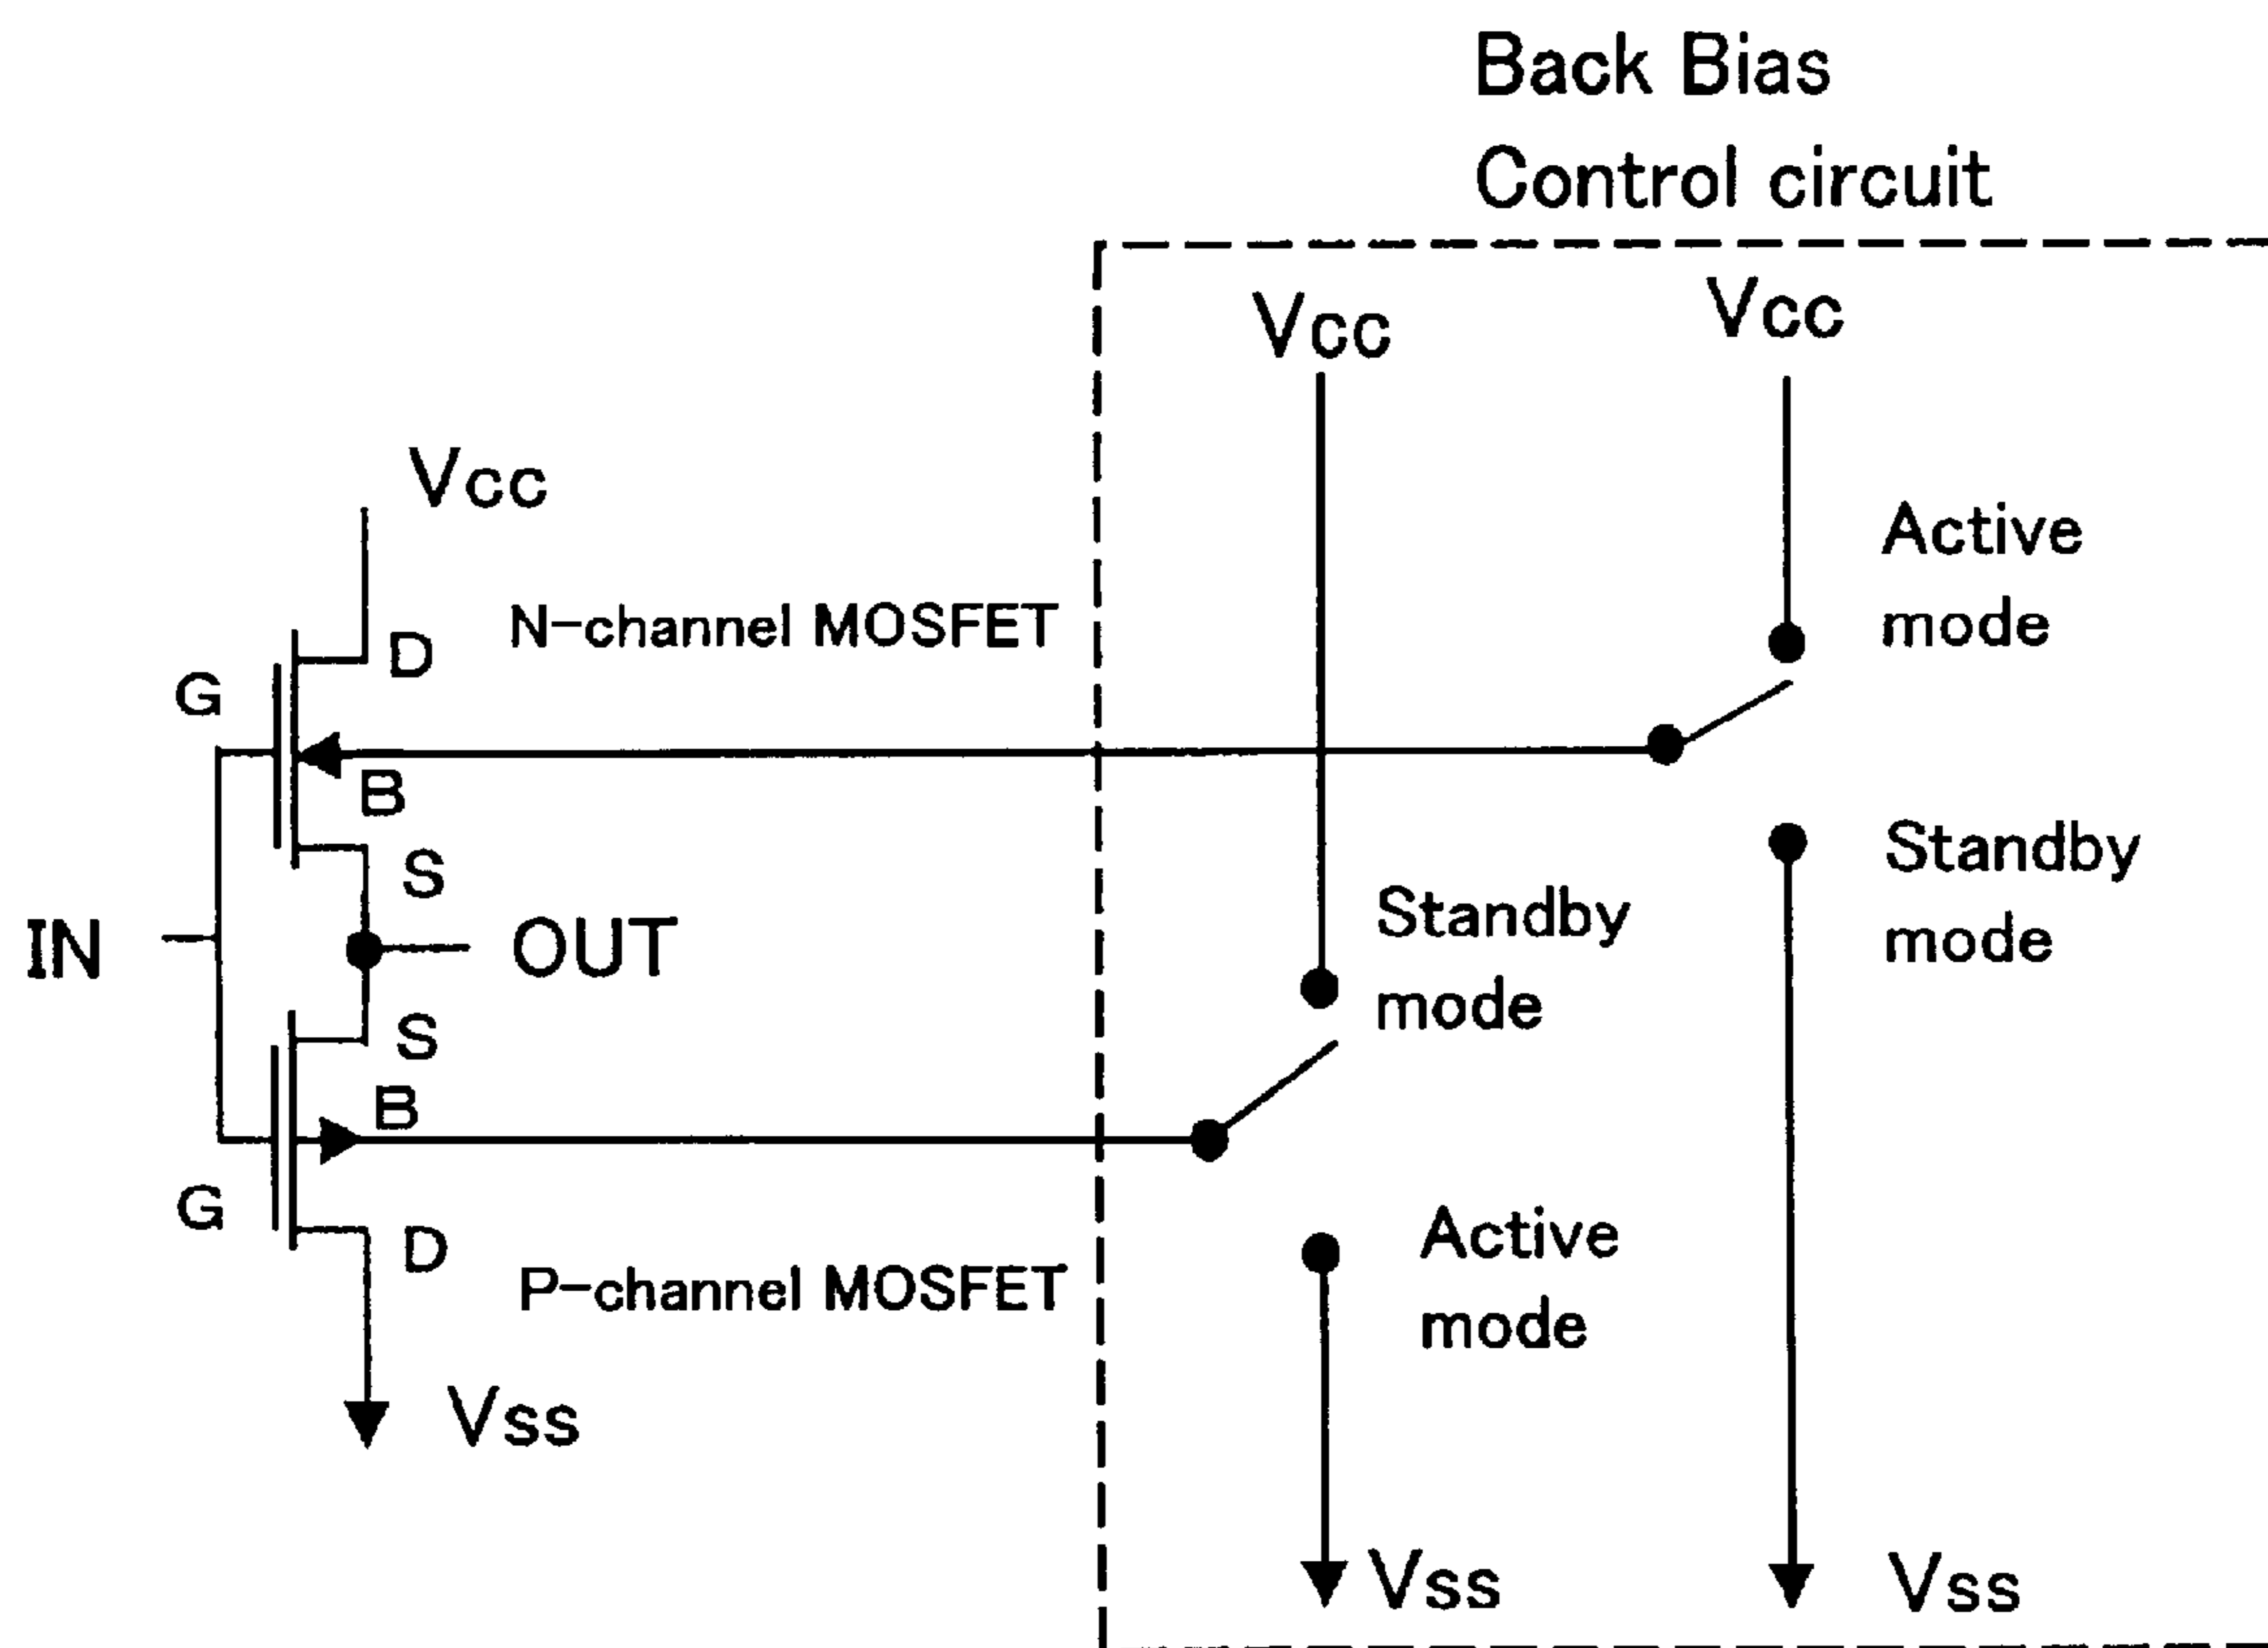 Back Bias
Control circuit
Vcc
Vcc
Vcc
Active
mode
N-channel MOSFET
D
G
B
Standby
mode
S
Standby
mode
IN
OUT
S
B
G
D
Active
mode
P-channel MOSFET
Vss
Vss
Vss